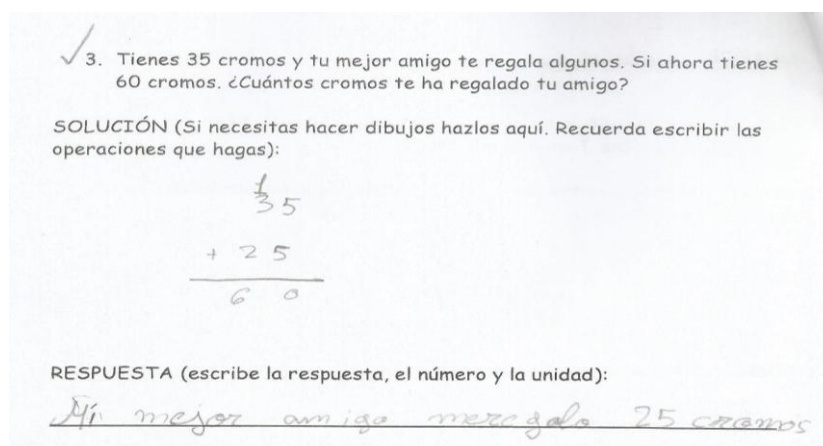 3. Tienes 35 cromos y tu mejor amigo te regala algunos. Si ahora tienes
60 cromos. ¿Cuántos cromos te ha regalado tu amigo?
SOLUCIÓN (Si necesitas hacer dibujos hazlos aquí. Recuerda escribir las
operaciones que hagas):
1
35
+ 25
60
RESPUESTA (escribe la respuesta, el número y la unidad):
Mi mejor amigo meregalo 25 cromos